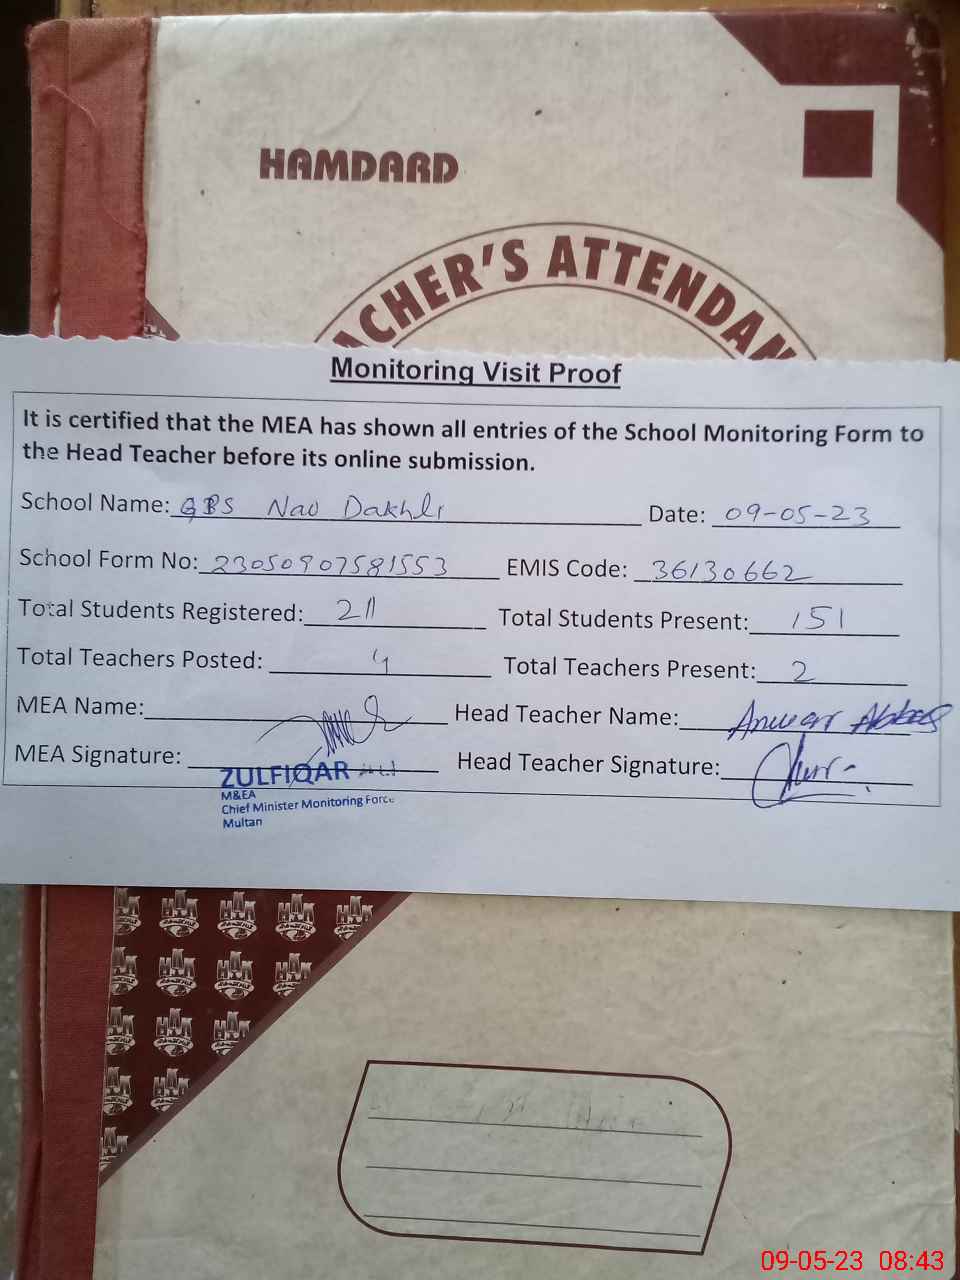 HAMDARD
ACHER'S ATTENDAN
Monitoring Visit Proof
It is certified that the MEA has shown all entries of the School Monitoring Form to
the Head Teacher before its online submission.
School Name: GBS Nao Dakhli Date: 09-05-23
School Form No: 23050907581553 EMIS Code: 36130662
Total Students Registered: 211 Total Students Present: 151
Total Teachers Posted: 4 Total Teachers Present: 2
MEA Name: Head Teacher Name: Anwar Abbas
MEA Signature: Head Teacher Signature:
ZULFIQAR
M&EA
Chief Minister Monitoring Force
Multan
09-05-23 08:43